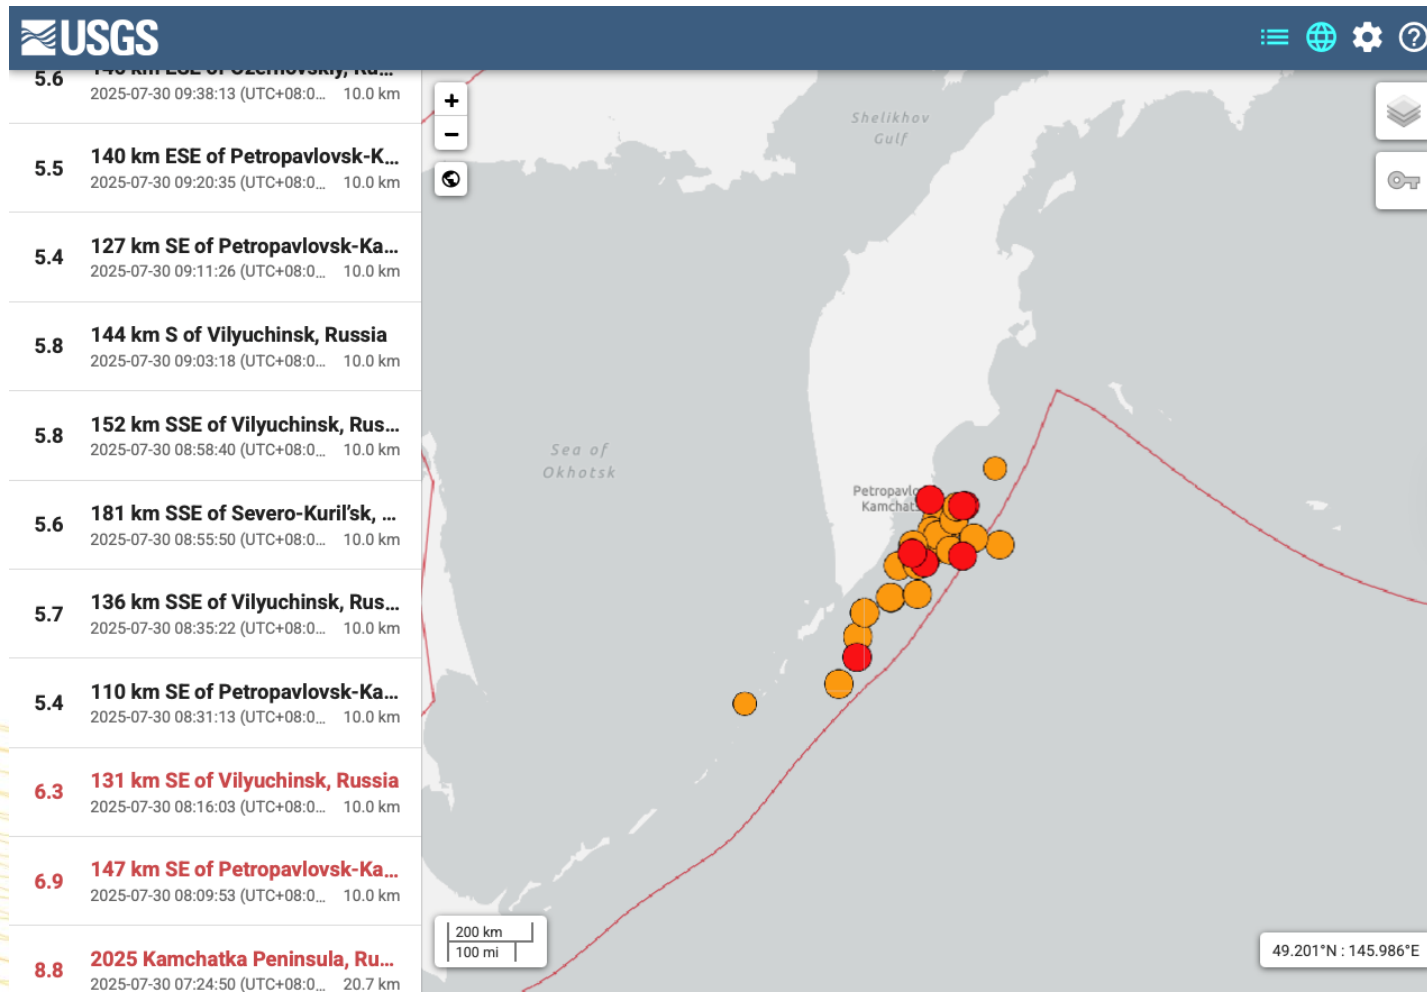 USGS
5.6
140 km ESE of Ozernovskiy, Ru...
2025-07-30 09:38:13 (UTC+08:0... 10.0 km
5.5
140 km ESE of Petropavlovsk-K...
2025-07-30 09:20:35 (UTC+08:0... 10.0 km
5.4
127 km SE of Petropavlovsk-Ka...
2025-07-30 09:11:26 (UTC+08:0... 10.0 km
5.8
144 km S of Vilyuchinsk, Russia
2025-07-30 09:03:18 (UTC+08:0... 10.0 km
5.8
152 km SSE of Vilyuchinsk, Rus...
2025-07-30 08:58:40 (UTC+08:0... 10.0 km
5.6
181 km SSE of Severo-Kuril'sk, ...
2025-07-30 08:55:50 (UTC+08:0... 10.0 km
5.7
136 km SSE of Vilyuchinsk, Rus...
2025-07-30 08:35:22 (UTC+08:0... 10.0 km
5.4
110 km SE of Petropavlovsk-Ka...
2025-07-30 08:31:13 (UTC+08:0... 10.0 km
6.3
131 km SE of Vilyuchinsk, Russia
2025-07-30 08:16:03 (UTC+08:0... 10.0 km
6.9
147 km SE of Petropavlovsk-Ka...
2025-07-30 08:09:53 (UTC+08:0... 10.0 km
8.8
2025 Kamchatka Peninsula, Ru...
2025-07-30 07:24:50 (UTC+08:0... 20.7 km
+
−
Shelikhov
Gulf
Sea of
Okhotsk
Petropavlo
Kamchats
200 km
100 mi
49.201°N : 145.986°E